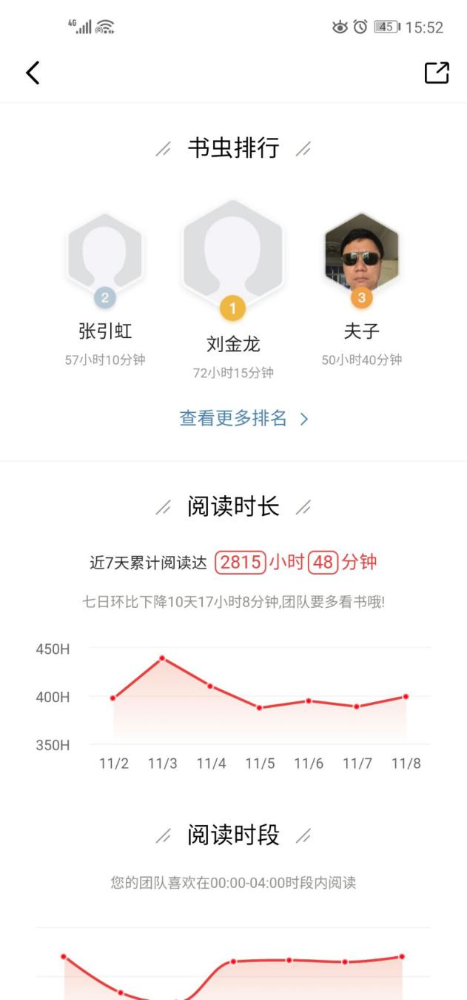 4G 45 15:52
书虫排行
2 1 3
张引虹 刘金龙 夫子
57小时10分钟 72小时15分钟 50小时40分钟
查看更多排名
阅读时长
近7天累计阅读达 2815小时48分钟
七日环比下降10天17小时8分钟,团队要多看书哦!
450H
400H
350H
11/2 11/3 11/4 11/5 11/6 11/7 11/8
阅读时段
您的团队喜欢在00:00-04:00时段内阅读